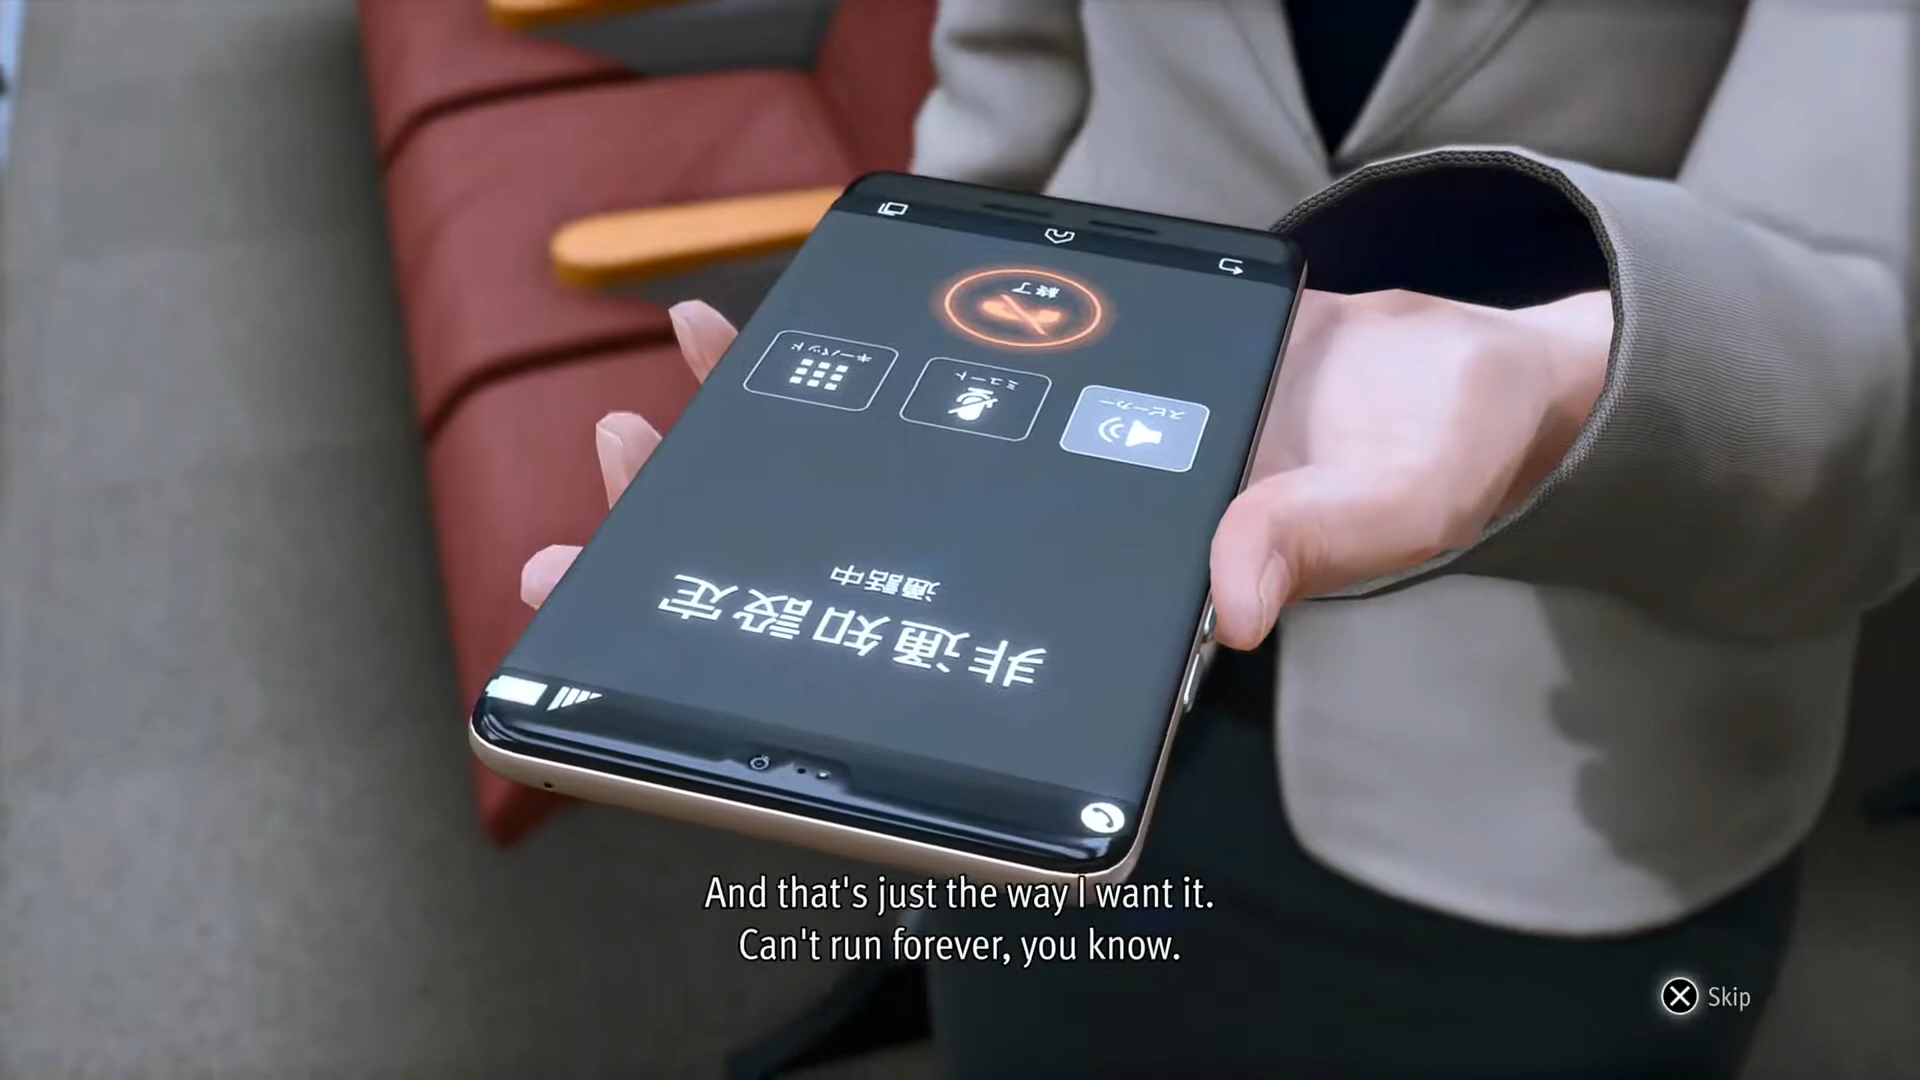 非通知設定
通話中
スピーカー
ミュート
キーパッド
終了
And that's just the way I want it.
Can't run forever, you know.
Skip